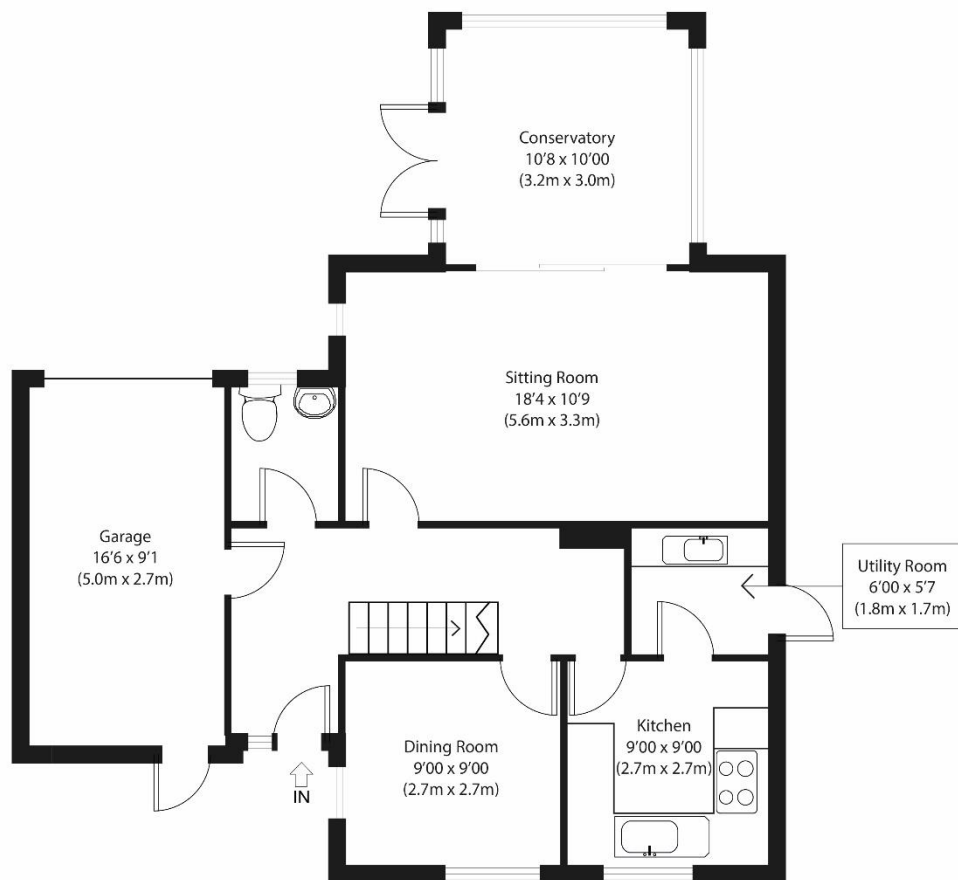 Conservatory
10'8 x 10'00
(3.2m x 3.0m)
Sitting Room
18'4 x 10'9
(5.6m x 3.3m)
Garage
16'6 x 9'1
(5.0m x 2.7m)
Utility Room
6'00 x 5'7
(1.8m x 1.7m)
Kitchen
9'00 x 9'00
(2.7m x 2.7m)
Dining Room
9'00 x 9'00
(2.7m x 2.7m)
IN